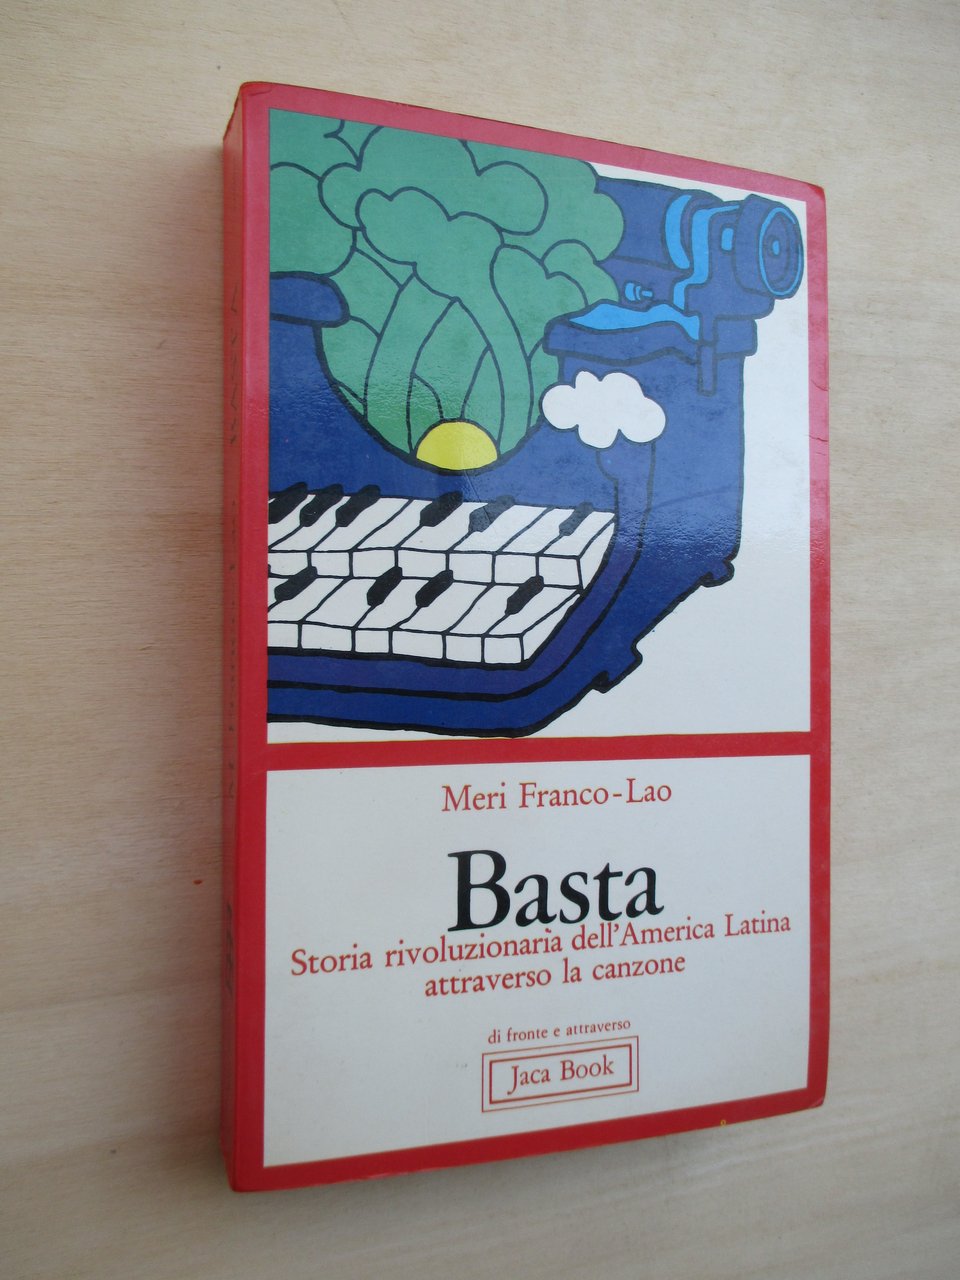 Meri Franco-Lao
Basta
Storia rivoluzionaria dell'America Latina
attraverso la canzone
di fronte e attraverso
Jaca Book